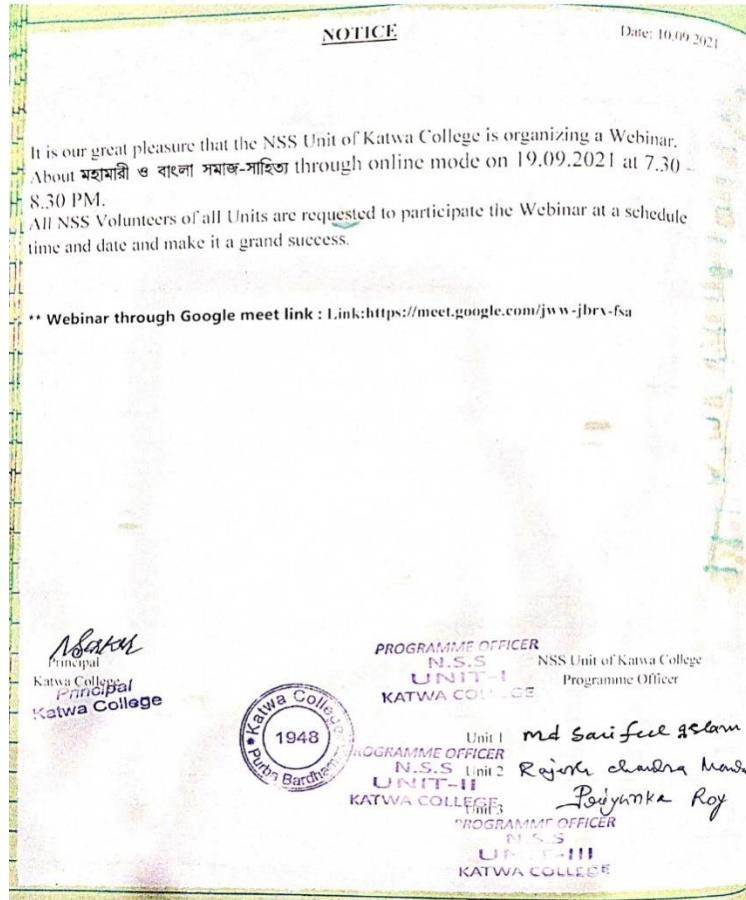 NOTICE
Date: 10.09.2021
It is our great pleasure that the NSS Unit of Katwa College is organizing a Webinar.
About মহামারী ও বাংলা সমাজ-সাহিত্য through online mode on 19.09.2021 at 7.30 –
8.30 PM.
All NSS Volunteers of all Units are requested to participate the Webinar at a schedule
time and date and make it a grand success.
** Webinar through Google meet link : Link:https://meet.google.com/jww-jbrx-fsa
Principal
Katwa College
Principal
Katwa College
Katwa College
1948
Purba Bardhaman
PROGRAMME OFFICER
N.S.S
UNIT-I
KATWA COLLEGE
NSS Unit of Katwa College
Programme Officer
Unit 1 Md Sariful Islam
PROGRAMME OFFICER
N.S.S
UNIT-II
KATWA COLLEGE
Unit 2 Rajesh Chandra
Unit 3 Priyanka Roy
PROGRAMME OFFICER
N.S.S
UNIT-III
KATWA COLLEGE